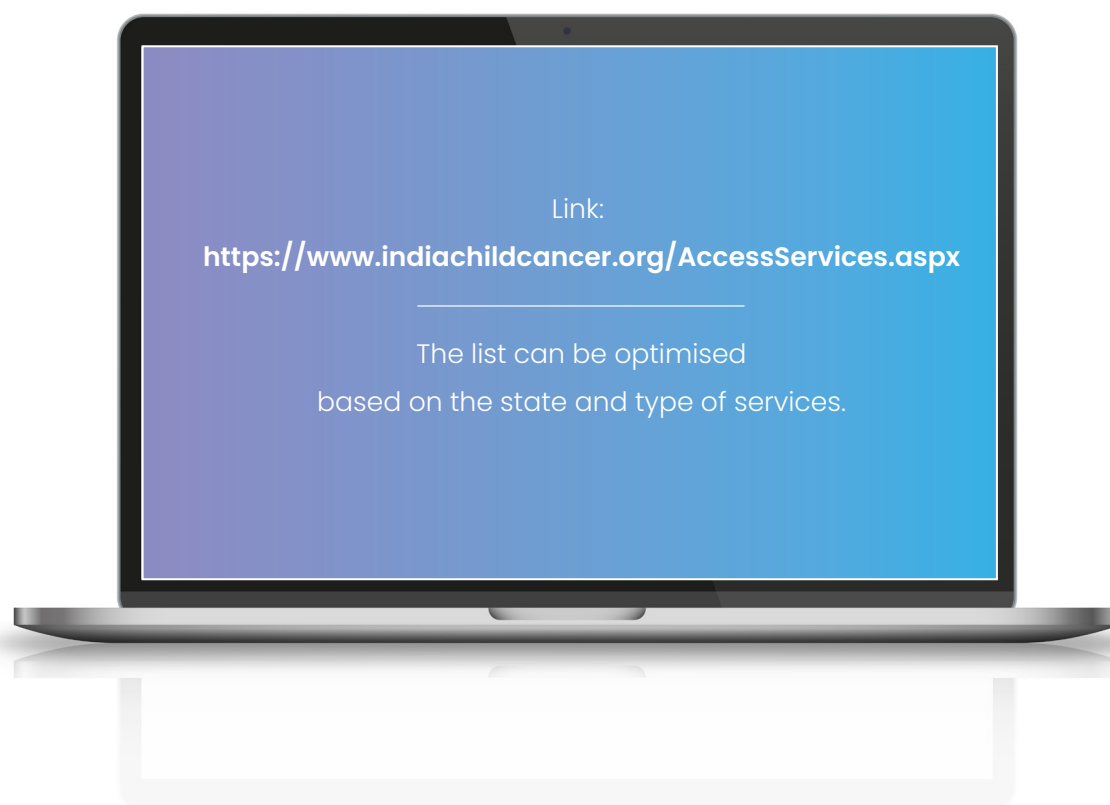 Link:
https://www.indiachildcancer.org/AccessServices.aspx
The list can be optimised
based on the state and type of services.